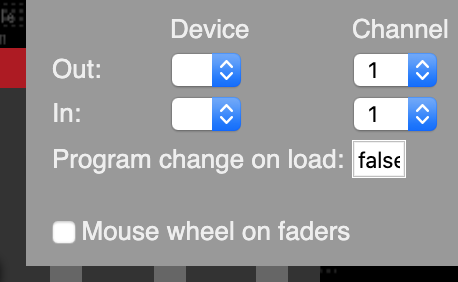 Device Channel
Out: 1
In: 1
Program change on load: false
Mouse wheel on faders